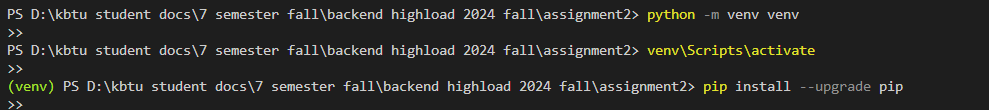 PS D:\kbtu student docs\7 semester fall\backend highload 2024 fall\assignment2> python -m venv venv
>>
PS D:\kbtu student docs\7 semester fall\backend highload 2024 fall\assignment2> venv\Scripts\activate
>>
(venv) PS D:\kbtu student docs\7 semester fall\backend highload 2024 fall\assignment2> pip install --upgrade pip
>>